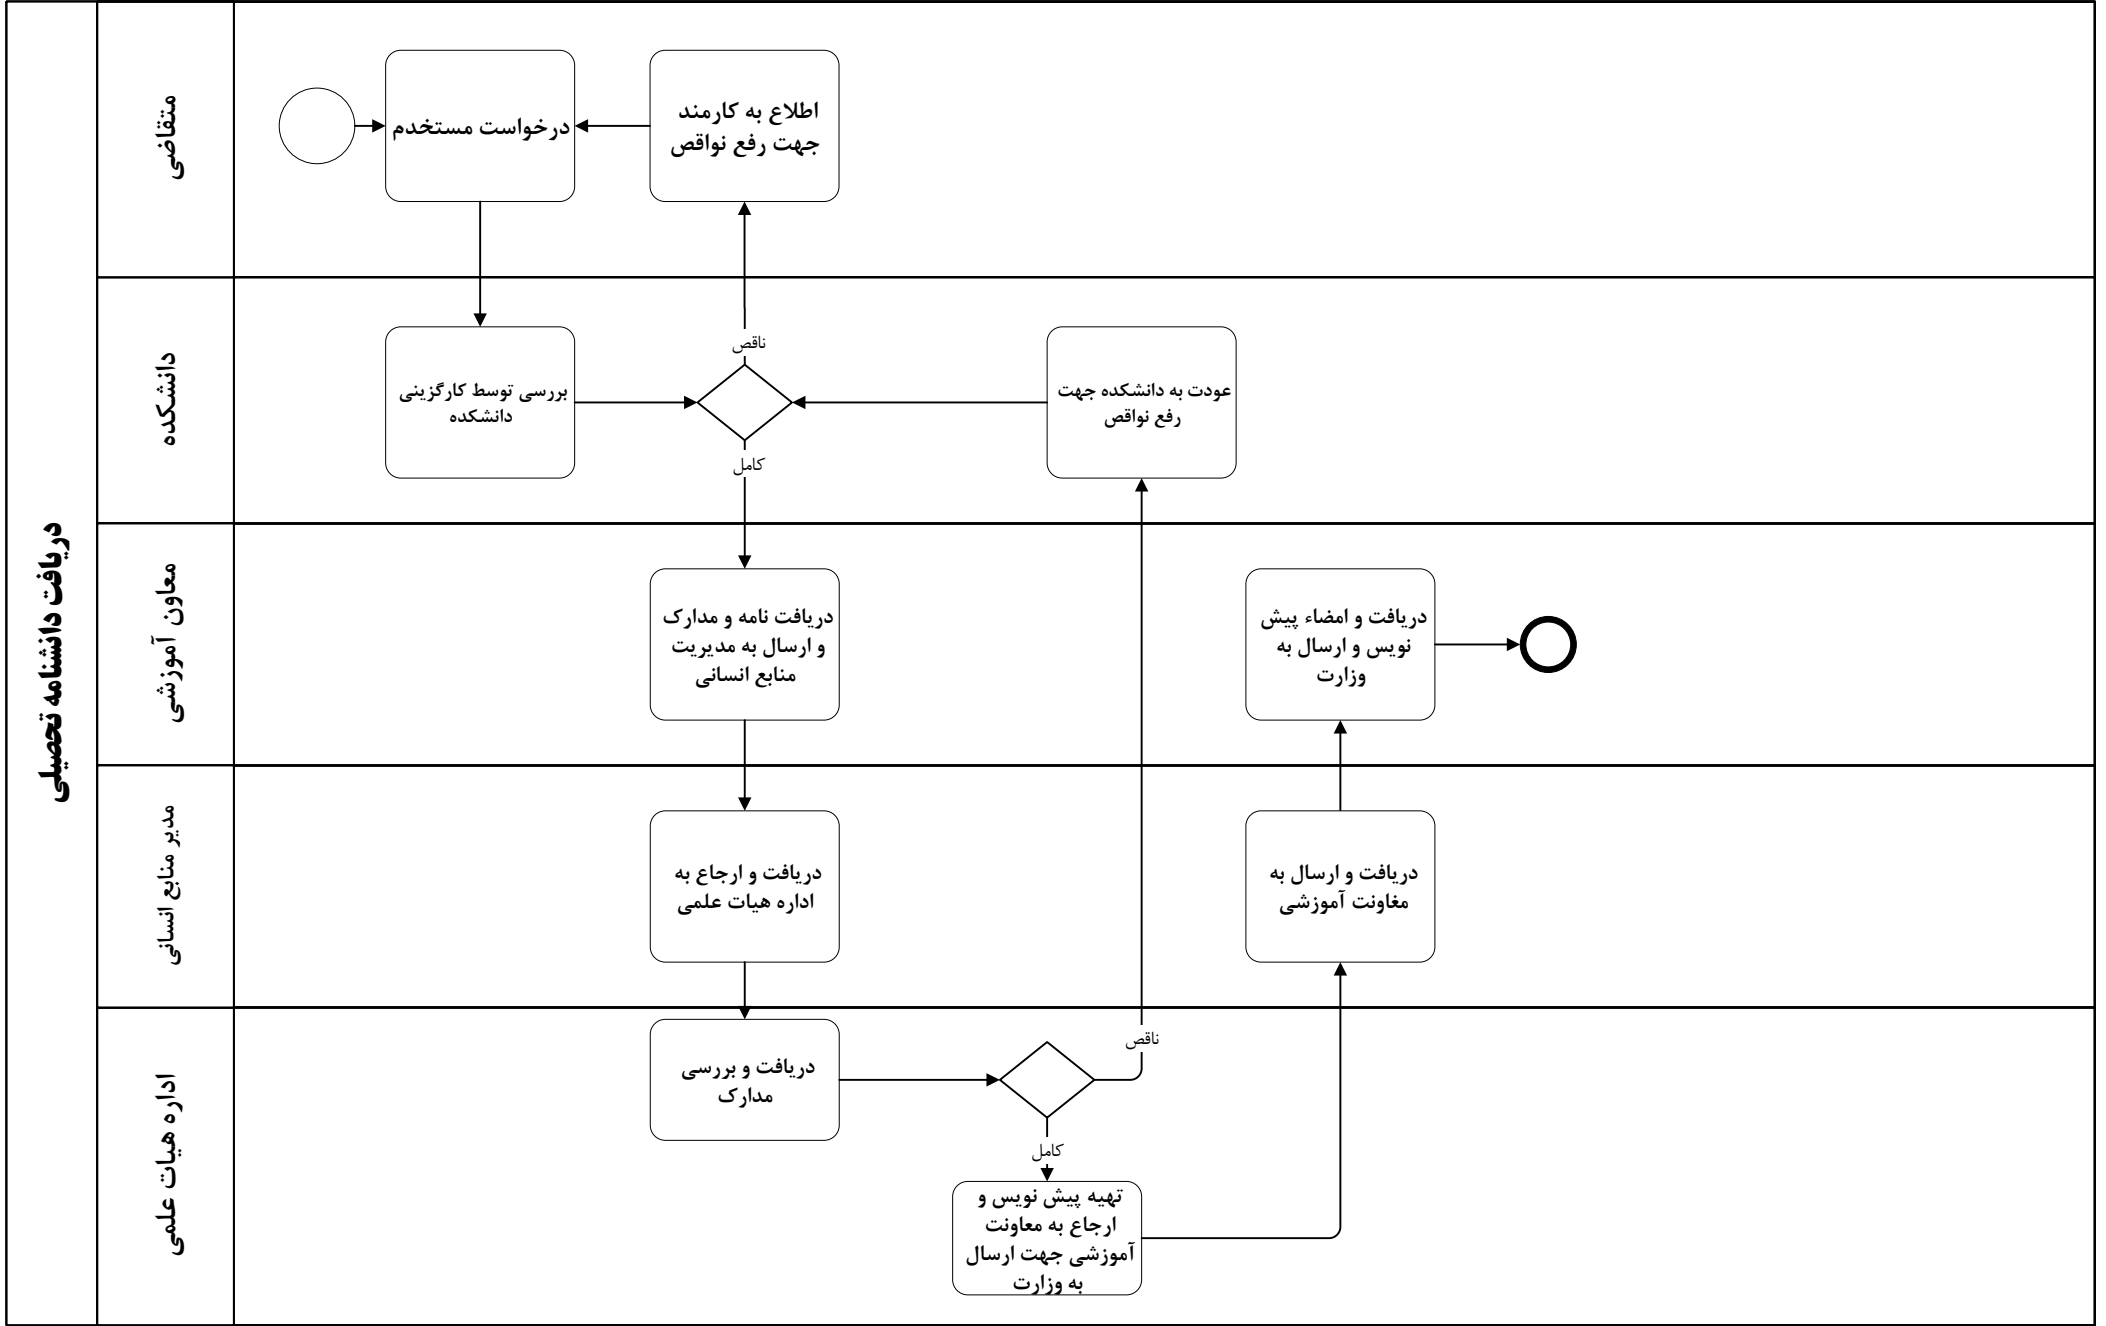 دریافت دانشنامه تحصیلی
متقاضی
درخواست مستخدم
اطلاع به کارمند
جهت رفع نواقص
دانشکده
بررسی توسط کارگزینی
دانشکده
ناقص
کامل
عودت به دانشکده جهت
رفع نواقص
معاون آموزشی
دریافت نامه و مدارک
و ارسال به مدیریت
منابع انسانی
دریافت و امضاء پیش
نویس و ارسال به
وزارت
مدیر منابع انسانی
دریافت و ارجاع به
اداره هیات علمی
دریافت و ارسال به
مغاونت آموزشی
اداره هیات علمی
دریافت و بررسی
مدارک
ناقص
کامل
تهیه پیش نویس و
ارجاع به معاونت
آموزشی جهت ارسال
به وزارت